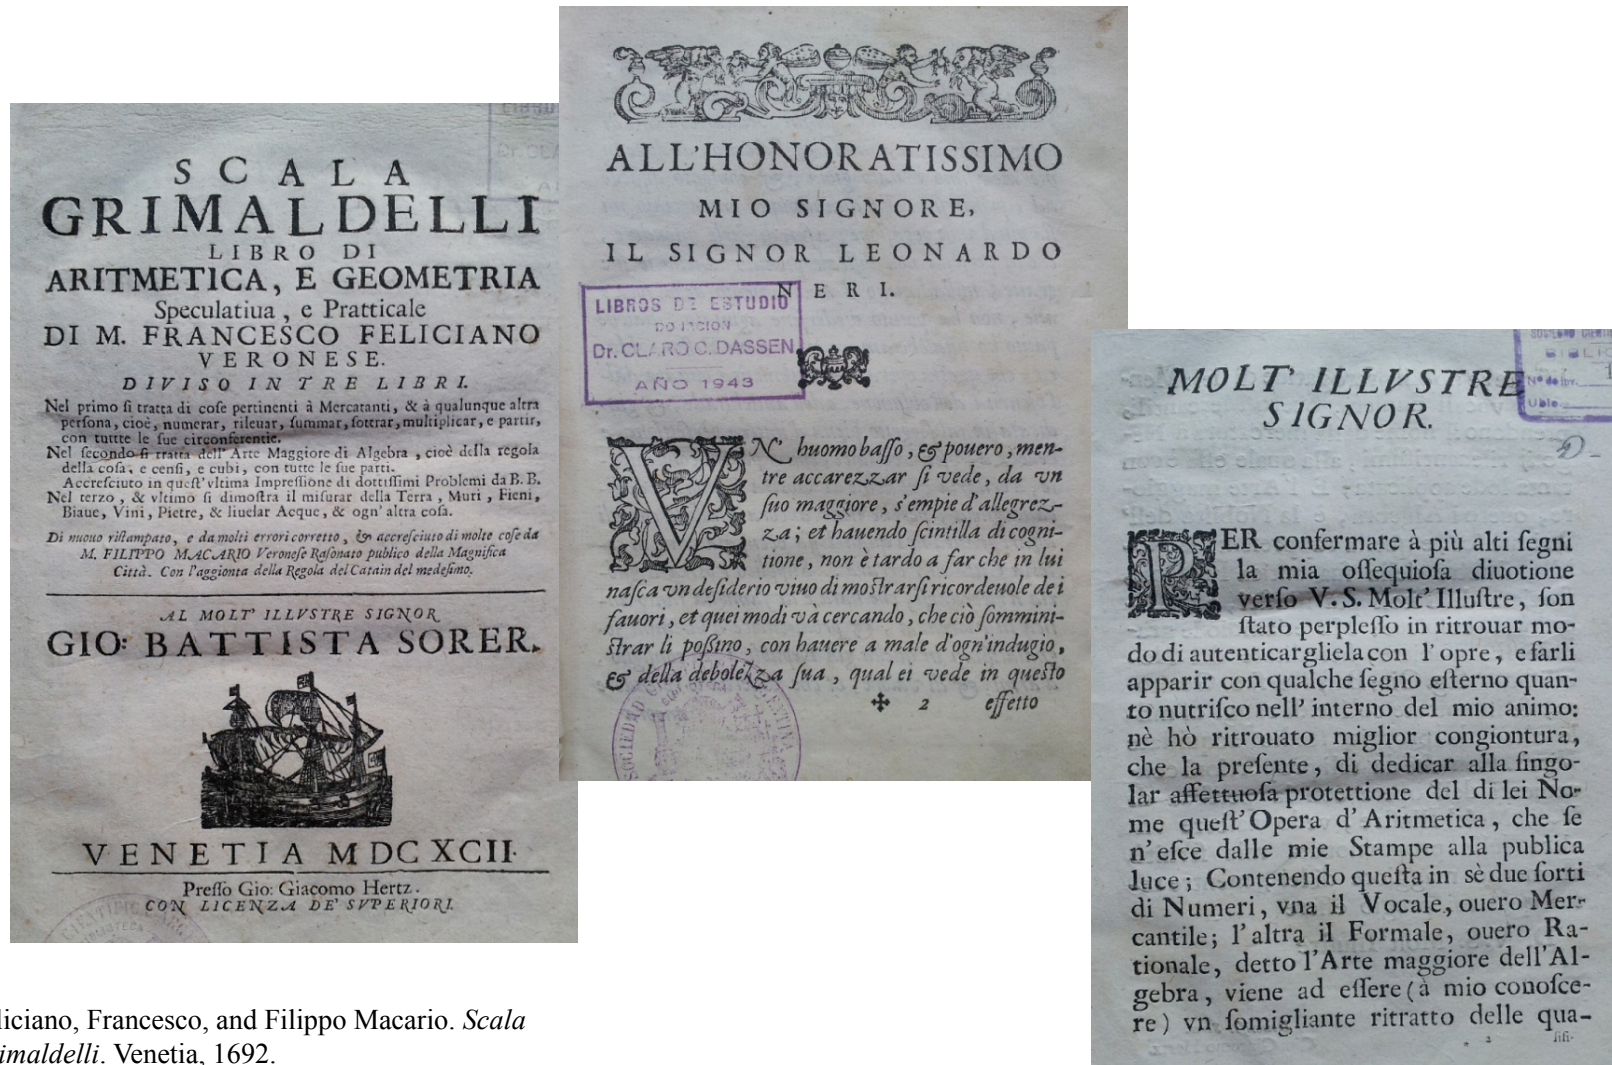 SCALA
GRIMALDELLI
LIBRO DI
ARITMETICA, E GEOMETRIA
Speculatiua, e Pratticale
DI M. FRANCESCO FELICIANO
VERONESE.
DIVISO IN TRE LIBRI.
Nel primo ſi tratta di coſe pertinenti à Mercatanti, & à qualunque altra
perſona, cioè, numerar, rileuar, ſummar, ſottrar, multiplicar, e partir,
con tuttte le ſue circonferentie.
Nel ſecondo ſi tratta dell'Arte Maggiore di Algebra, cioè della regola
della coſa, e cenſi, e cubi, con tutte le ſue parti.
Accreſciuto in queſt'vltima Impreſſione di dottiſſimi Problemi da B. B.
Nel terzo, & vltimo ſi dimoſtra il miſurar della Terra, Muri, Fieni,
Biaue, Vini, Pietre, & liuelar Acque, & ogn'altra coſa.
Di nuouo riſtampato, e da molti errori corretto, & accreſciuto di molte coſe da
M. FILIPPO MACARIO Veroneſe Raſonato publico della Magnifica
Città. Con l'aggionta della Regola del Catain del medeſimo.
AL MOLT' ILLVSTRE SIGNOR
GIO: BATTISTA SORER.
VENETIA MDCXCII.
Preſſo Gio: Giacomo Hertz.
CON LICENZA DE' SVPERIORI.
ALL'HONORATISSIMO
MIO SIGNORE,
IL SIGNOR LEONARDO
NERI.
LIBROS DE ESTUDIO
DONACION
Dr. CLARO C. DASSEN
AÑO 1943
VN' huomo baſſo, & pouero, men-
tre accarezzar ſi vede, da vn
ſuo maggiore, s'empie d'allegrez-
za; et hauendo ſcintilla di cogni-
tione, non è tardo a far che in lui
naſca vn deſiderio viuo di moſtrarſi ricordeuole de i
fauori, et quei modi và cercando, che ciò ſommini-
ſtrar li poſsino, con hauere a male d'ogn'indugio,
& della debolezza ſua, qual ei vede in queſto
✣ 2 effetto
SOCIEDAD
MOLT' ILLVSTRE
SIGNOR.
PER confermare à più alti ſegni
la mia oſſequioſa diuotione
verſo V.S. Molt'Illuſtre, ſon
ſtato perpleſſo in ritrouar mo-
do di autenticargliela con l'opre, e farli
apparir con qualche ſegno eſterno quan-
to nutriſco nell'interno del mio animo:
nè hò ritrouato miglior congiontura,
che la preſente, di dedicar alla ſingo-
lar affettuoſa protettione del di lei No-
me queſt'Opera d'Aritmetica, che ſe
n'eſce dalle mie Stampe alla publica
luce; Contenendo queſta in sè due ſorti
di Numeri, vna il Vocale, ouero Mer-
cantile; l'altra il Formale, ouero Ra-
tionale, detto l'Arte maggiore dell'Al-
gebra, viene ad eſſere (à mio conoſce-
re) vn ſomigliante ritratto delle qua-
2 ſiſi-
liciano, Francesco, and Filippo Macario. Scala
imaldelli. Venetia, 1692.